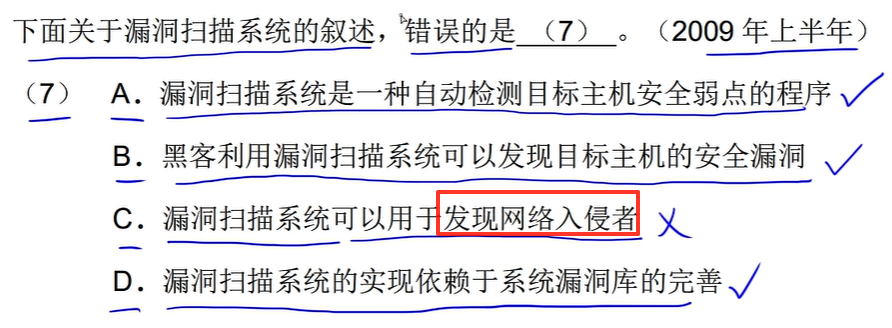 下面关于漏洞扫描系统的叙述，错误的是 （7） 。（2009 年上半年）
（7） A．漏洞扫描系统是一种自动检测目标主机安全弱点的程序
B．黑客利用漏洞扫描系统可以发现目标主机的安全漏洞
C．漏洞扫描系统可以用于发现网络入侵者
D．漏洞扫描系统的实现依赖于系统漏洞库的完善